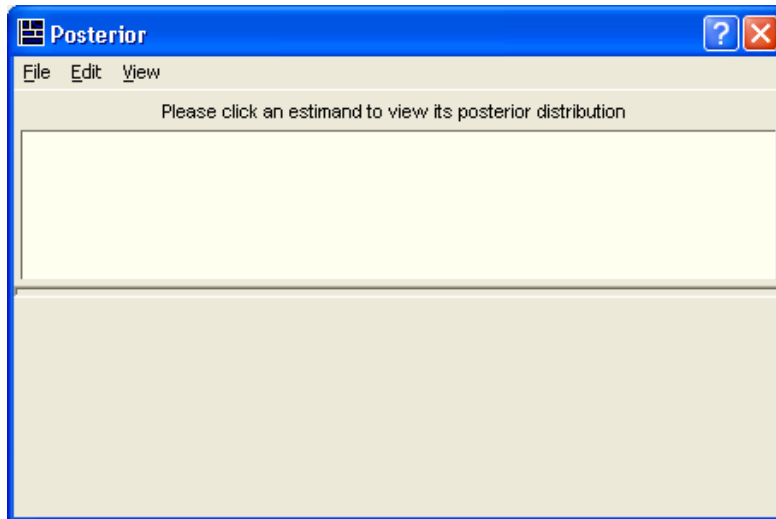 Posterior
File Edit View
Please click an estimand to view its posterior distribution